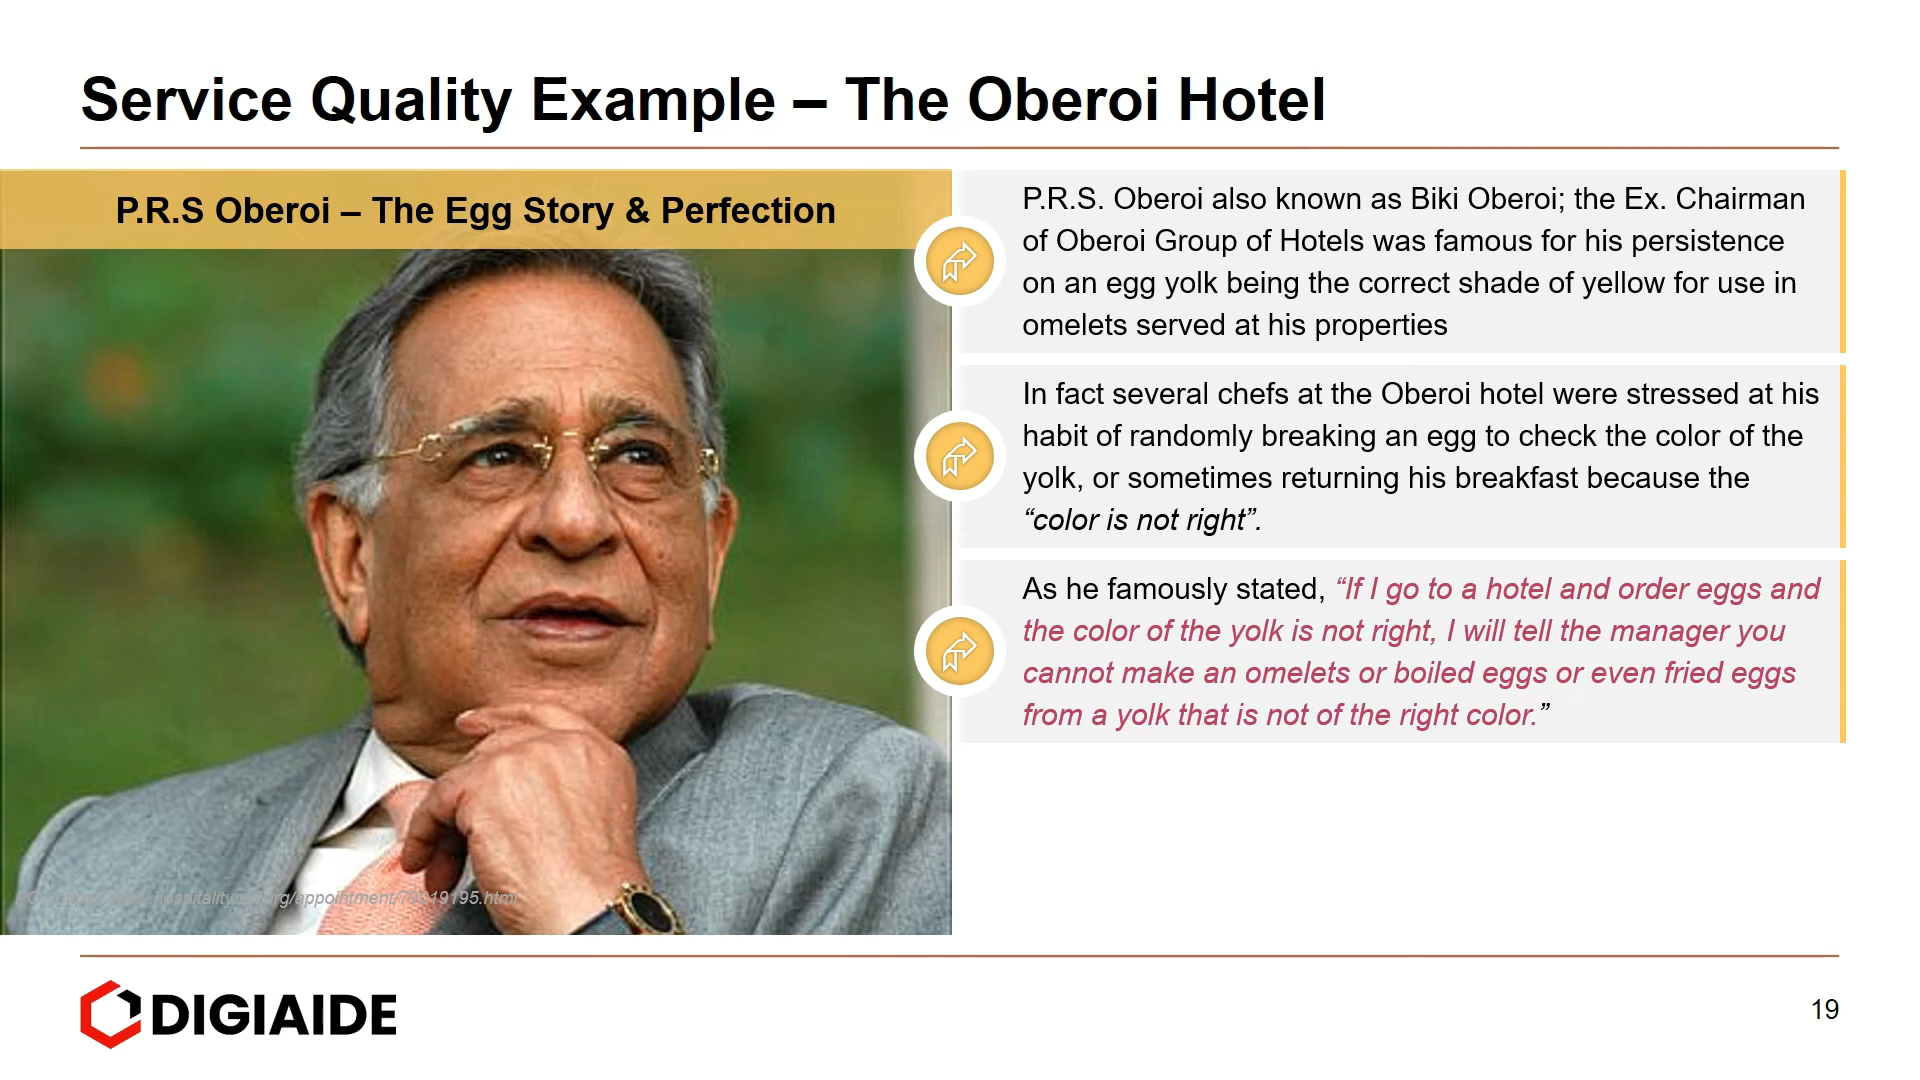 Service Quality Example – The Oberoi Hotel
P.R.S Oberoi – The Egg Story & Perfection
P.R.S. Oberoi also known as Biki Oberoi; the Ex. Chairman
of Oberoi Group of Hotels was famous for his persistence
on an egg yolk being the correct shade of yellow for use in
omelets served at his properties
In fact several chefs at the Oberoi hotel were stressed at his
habit of randomly breaking an egg to check the color of the
yolk, or sometimes returning his breakfast because the
“color is not right”.
As he famously stated, “If I go to a hotel and order eggs and
the color of the yolk is not right, I will tell the manager you
cannot make an omelets or boiled eggs or even fried eggs
from a yolk that is not of the right color.”
DIGIAIDE
19